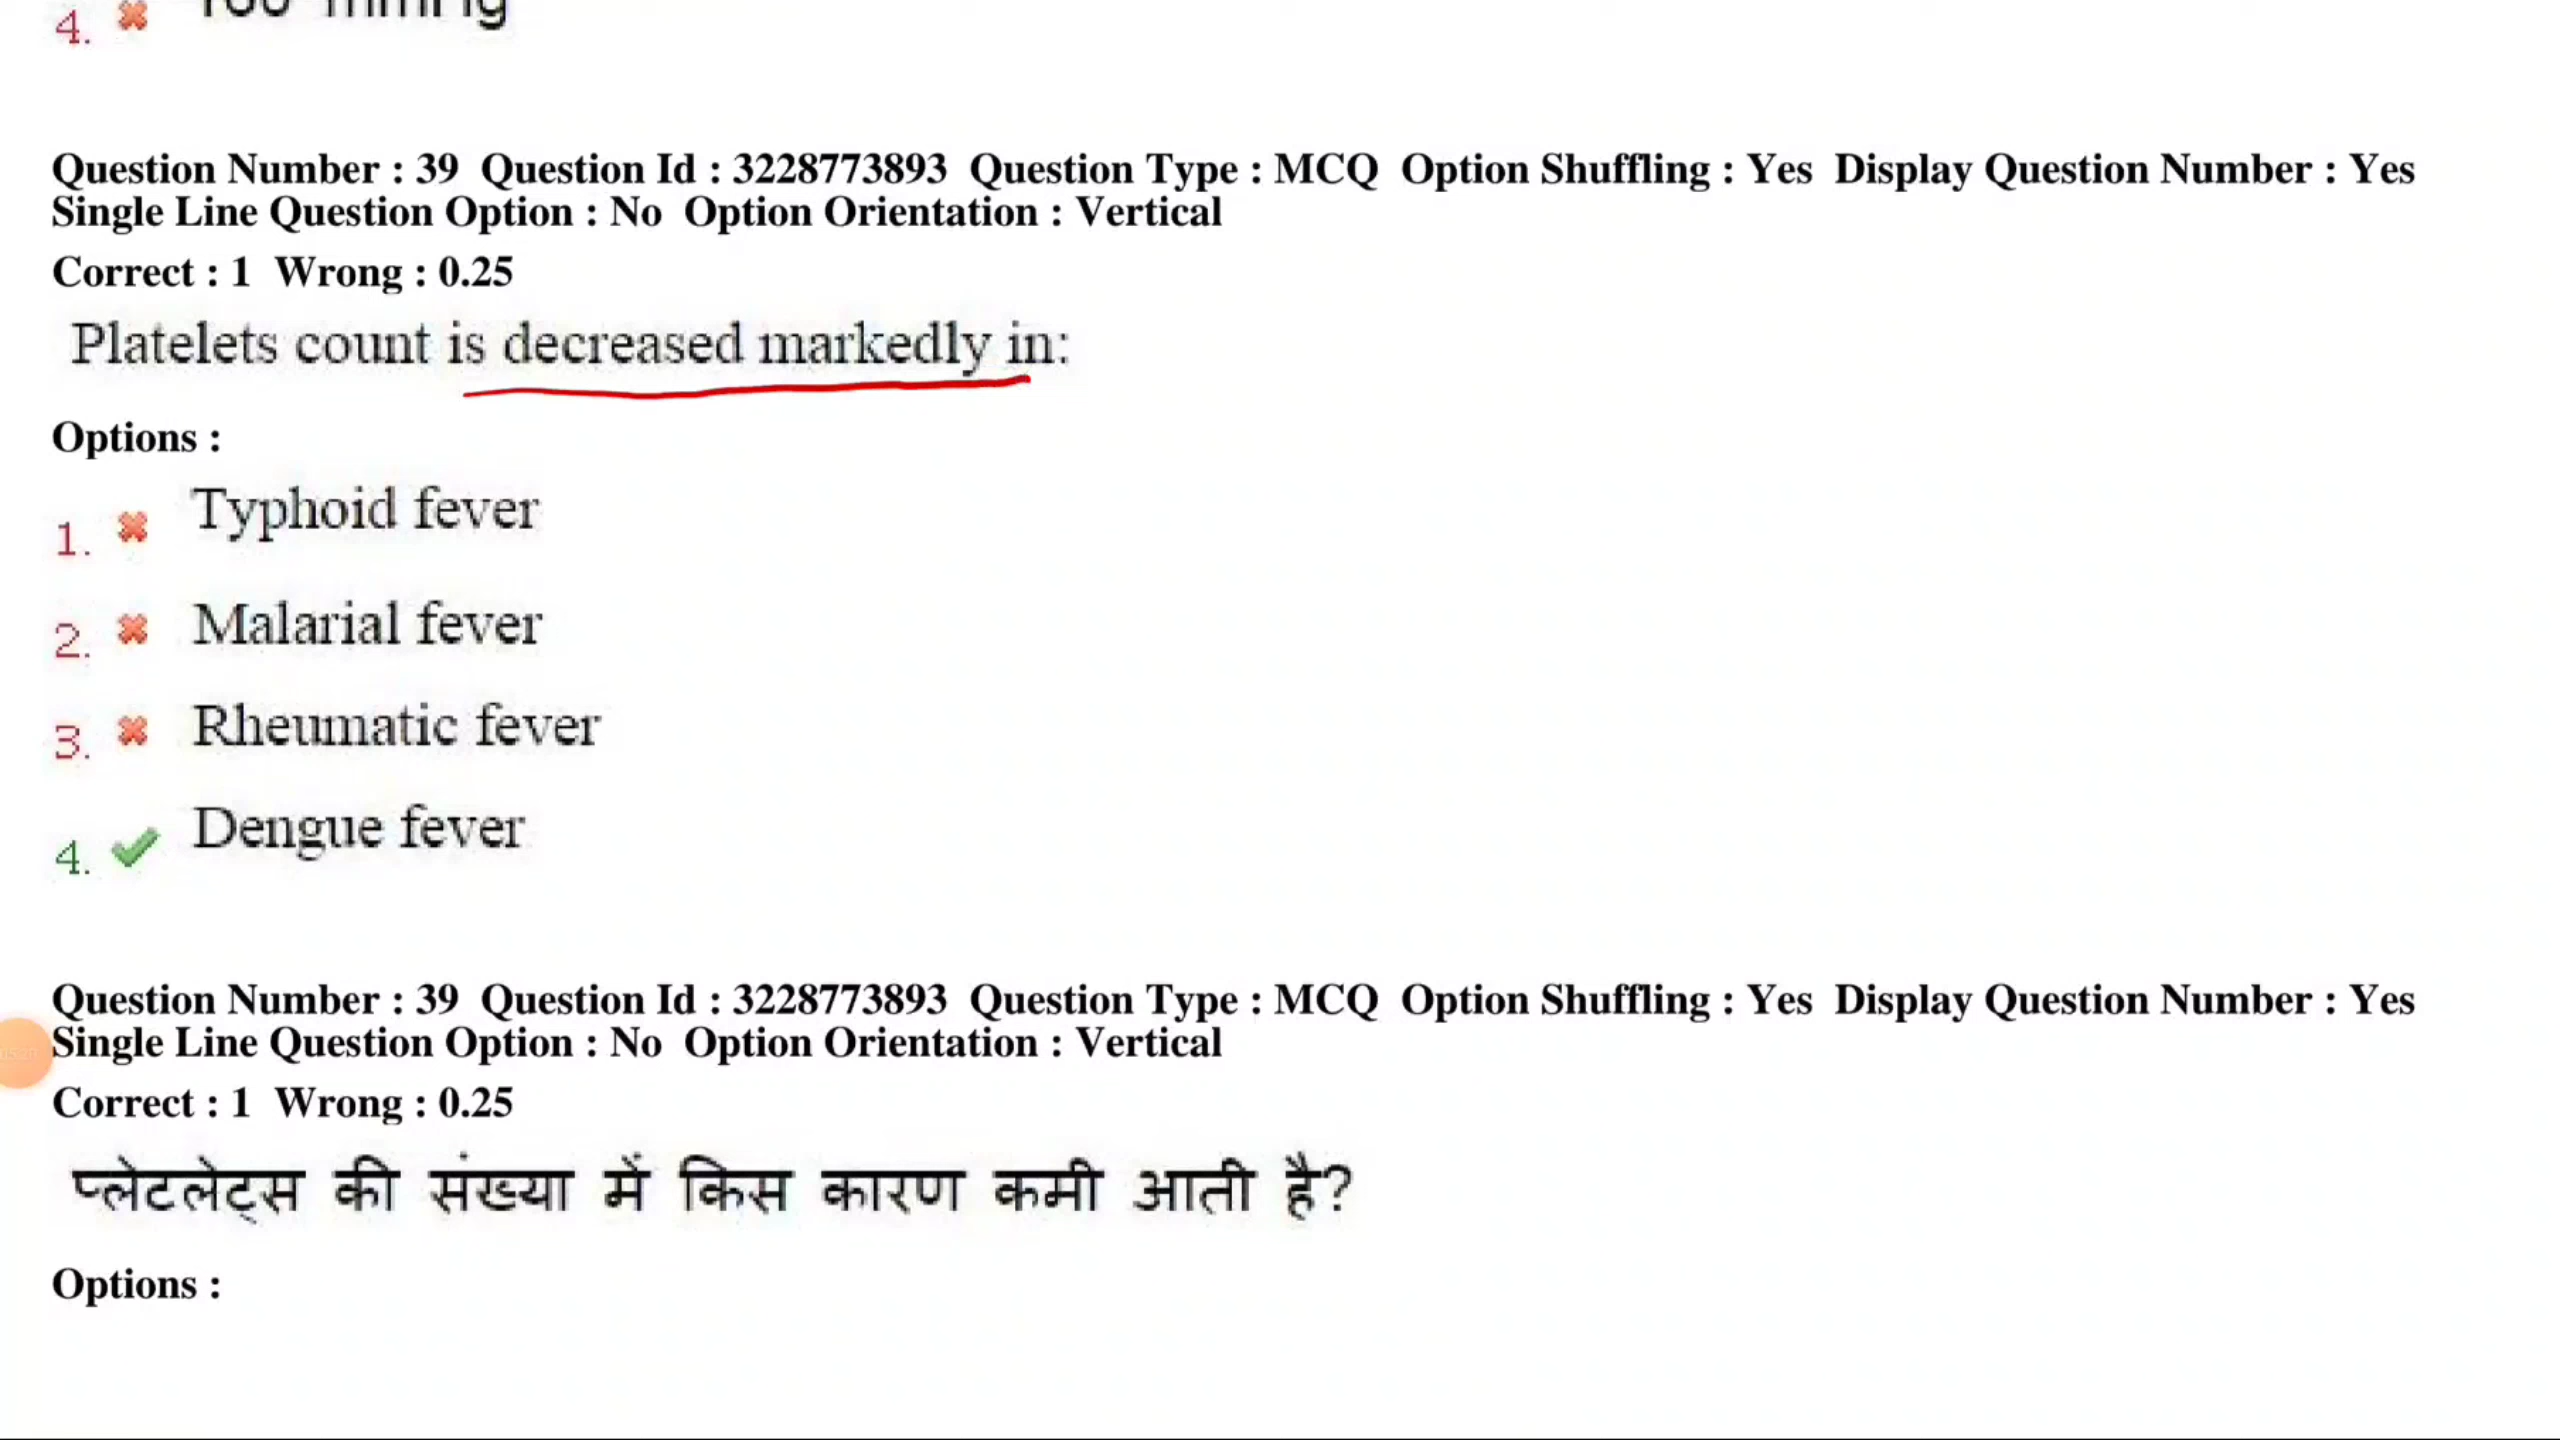 4.
Question Number : 39 Question Id : 3228773893 Question Type : MCQ Option Shuffling : Yes Display Question Number : Yes
Single Line Question Option : No Option Orientation : Vertical
Correct : 1 Wrong : 0.25
Platelets count is decreased markedly in:
Options :
1. Typhoid fever
2. Malarial fever
3. Rheumatic fever
4. Dengue fever
Question Number : 39 Question Id : 3228773893 Question Type : MCQ Option Shuffling : Yes Display Question Number : Yes
Single Line Question Option : No Option Orientation : Vertical
Correct : 1 Wrong : 0.25
प्लेटलेट्स की संख्या में किस कारण कमी आती है?
Options :